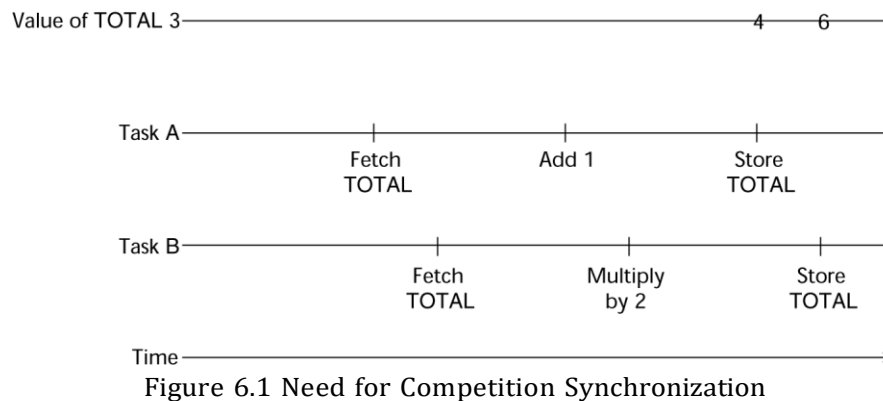 Value of TOTAL 3 4 6
Task A
Fetch Add 1 Store
TOTAL TOTAL
Task B
Fetch Multiply Store
TOTAL by 2 TOTAL
Time
Figure 6.1 Need for Competition Synchronization